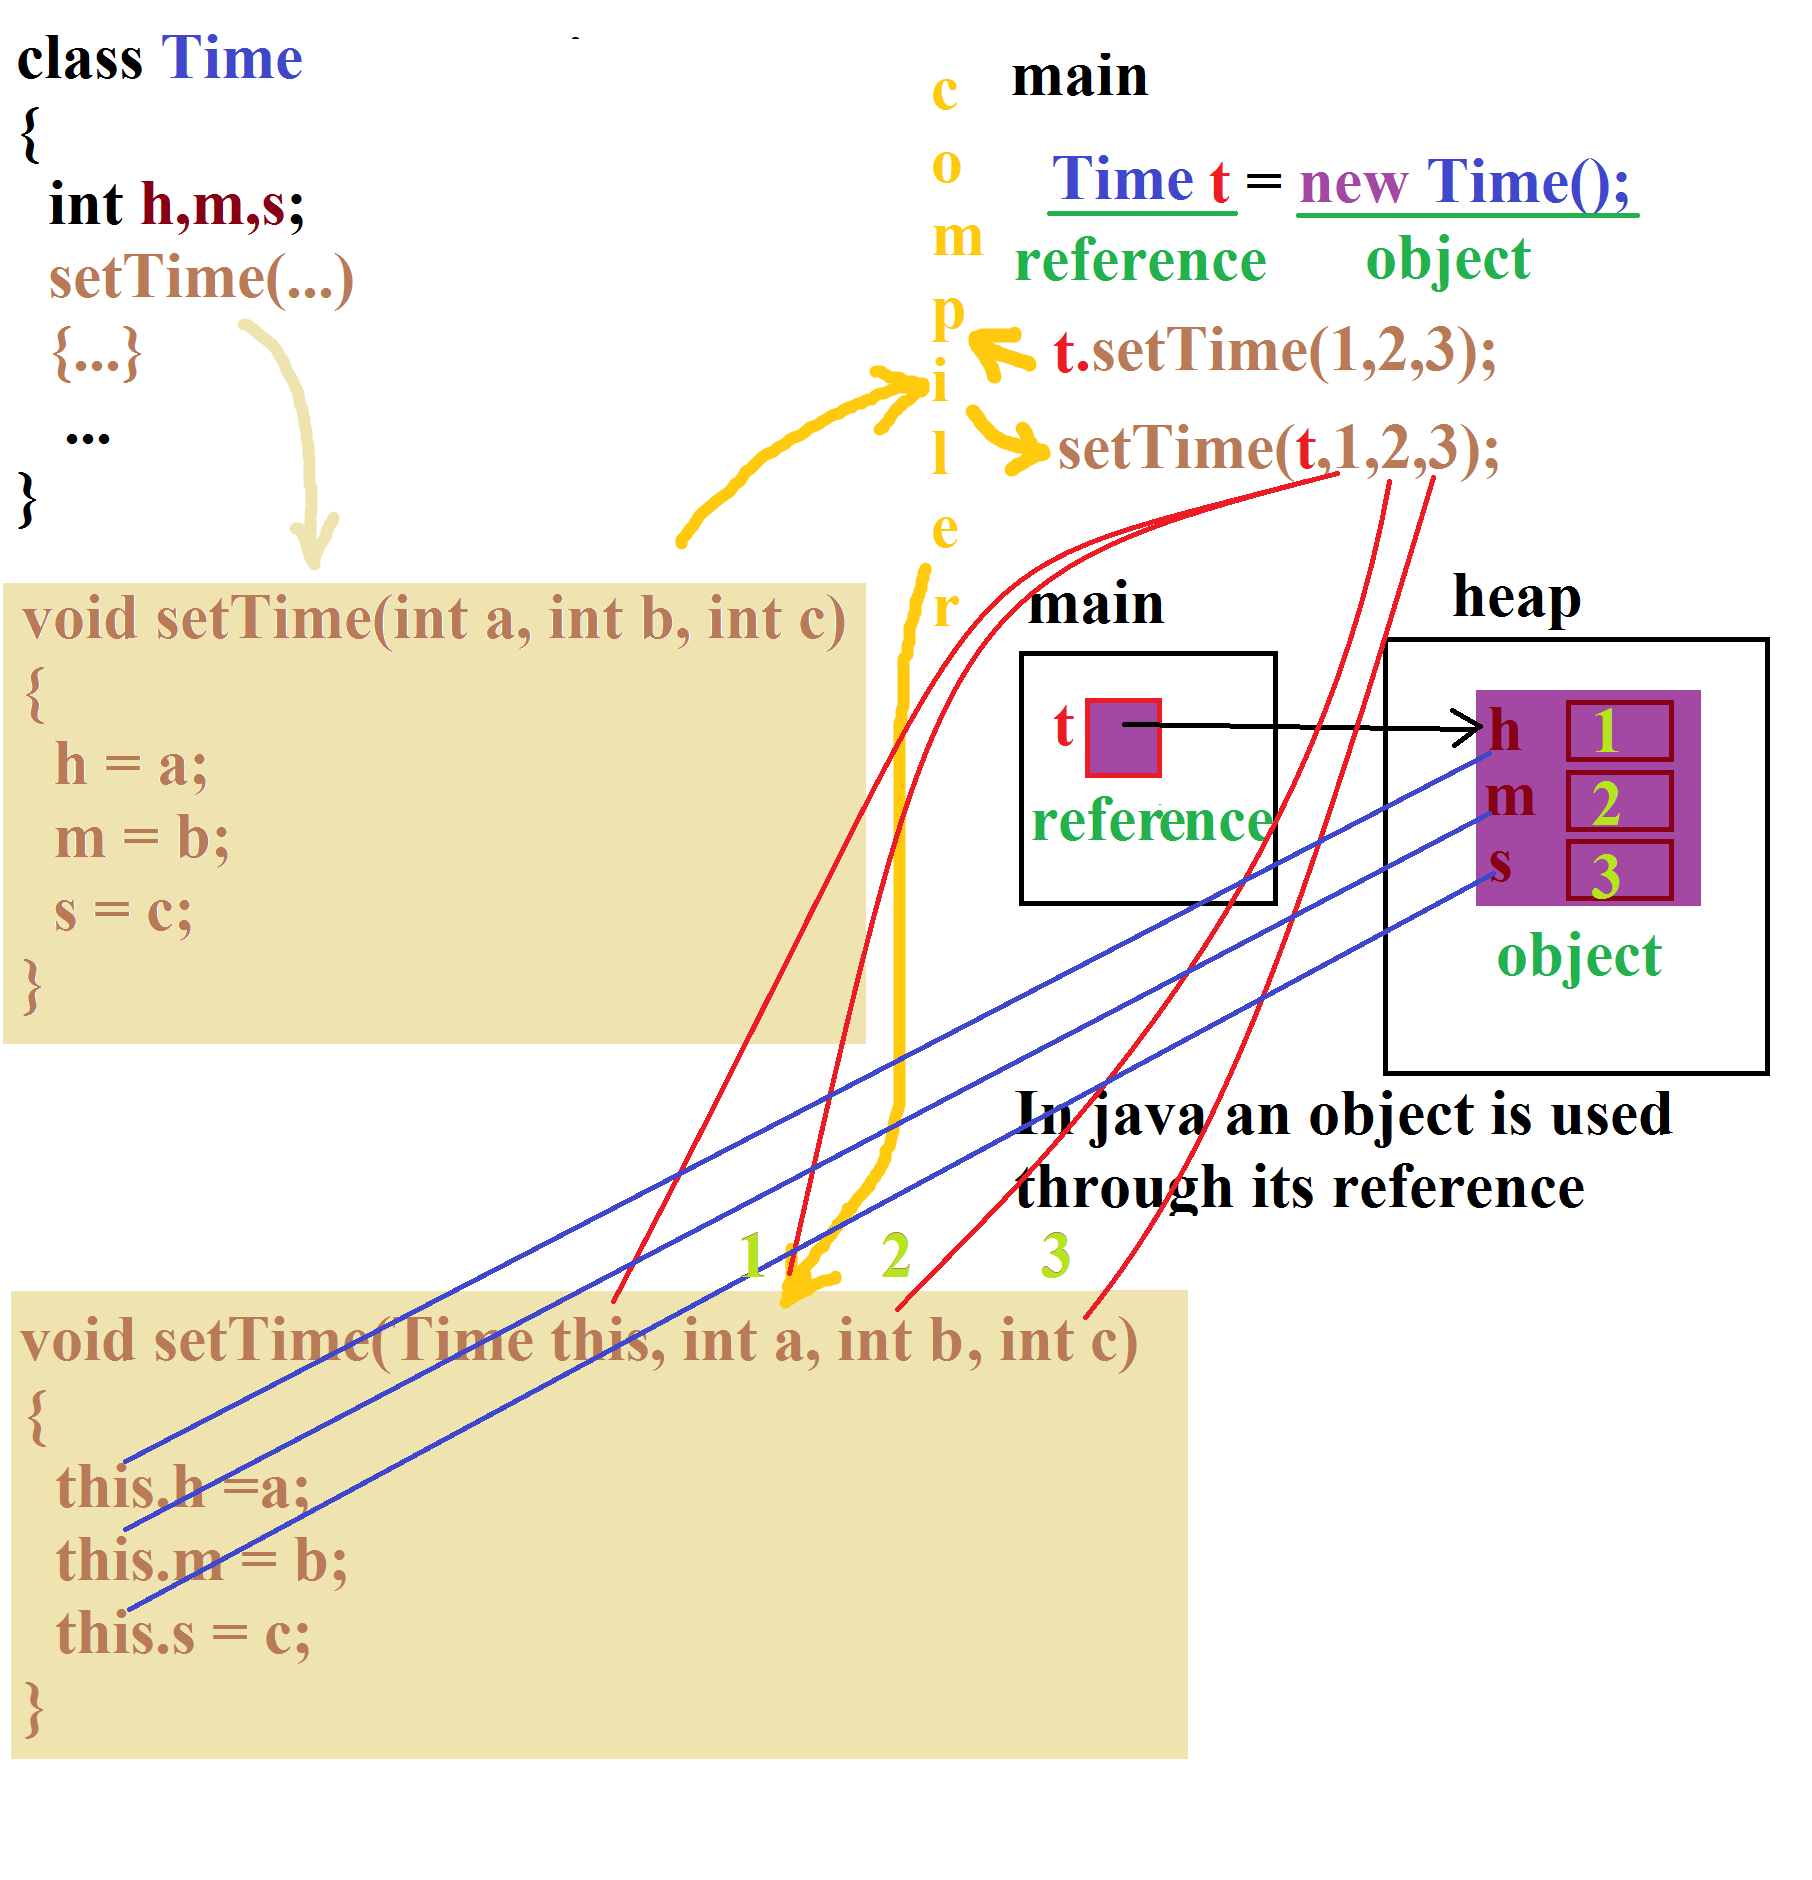 class Time
{
int h,m,s;
setTime(...)
{...}
...
}
void setTime(int a, int b, int c)
{
h = a;
m = b;
s = c;
}
compiler
main
Time t = new Time();
reference object
t.setTime(1,2,3);
setTime(t,1,2,3);
main heap
t
reference
h 1
m 2
s 3
object
In java an object is used
through its reference
1 2 3
void setTime(Time this, int a, int b, int c)
{
this.h =a;
this.m = b;
this.s = c;
}